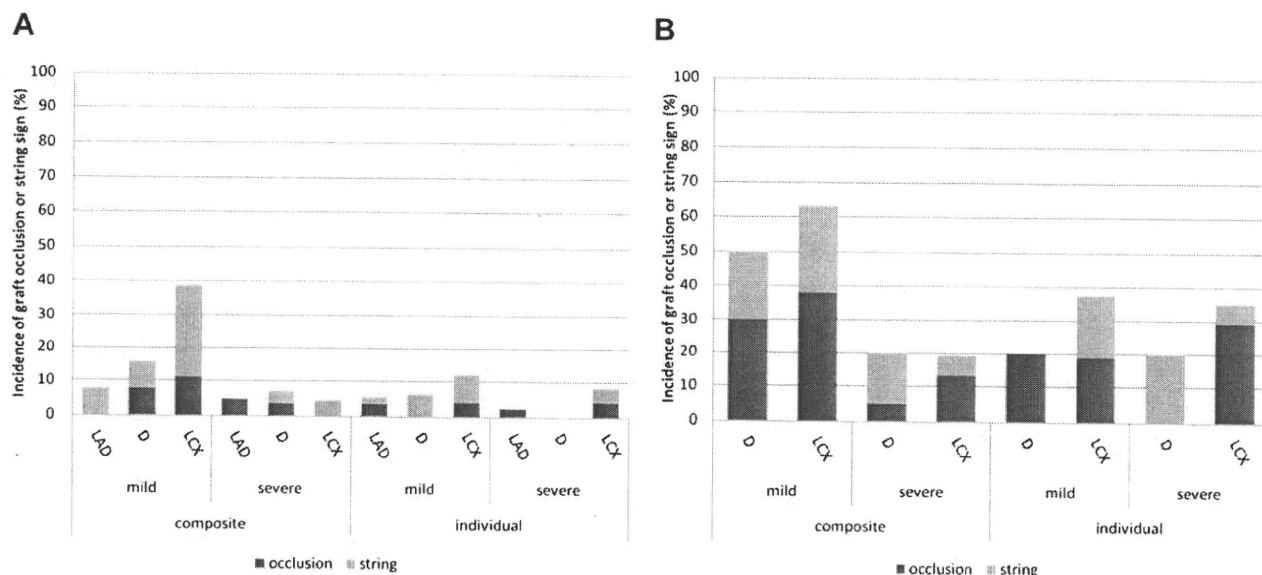 A
Incidence of graft occlusion or string sign (%)
100
90
80
70
60
50
40
30
20
10
0
LAD D LCX LAD D LCX LAD D LCX LAD D LCX
mild severe mild severe
composite individual
occlusion string
B
Incidence of graft occlusion or string sign (%)
100
90
80
70
60
50
40
30
20
10
0
D LCX D LCX D LCX D LCX
mild severe mild severe
composite individual
occlusion string